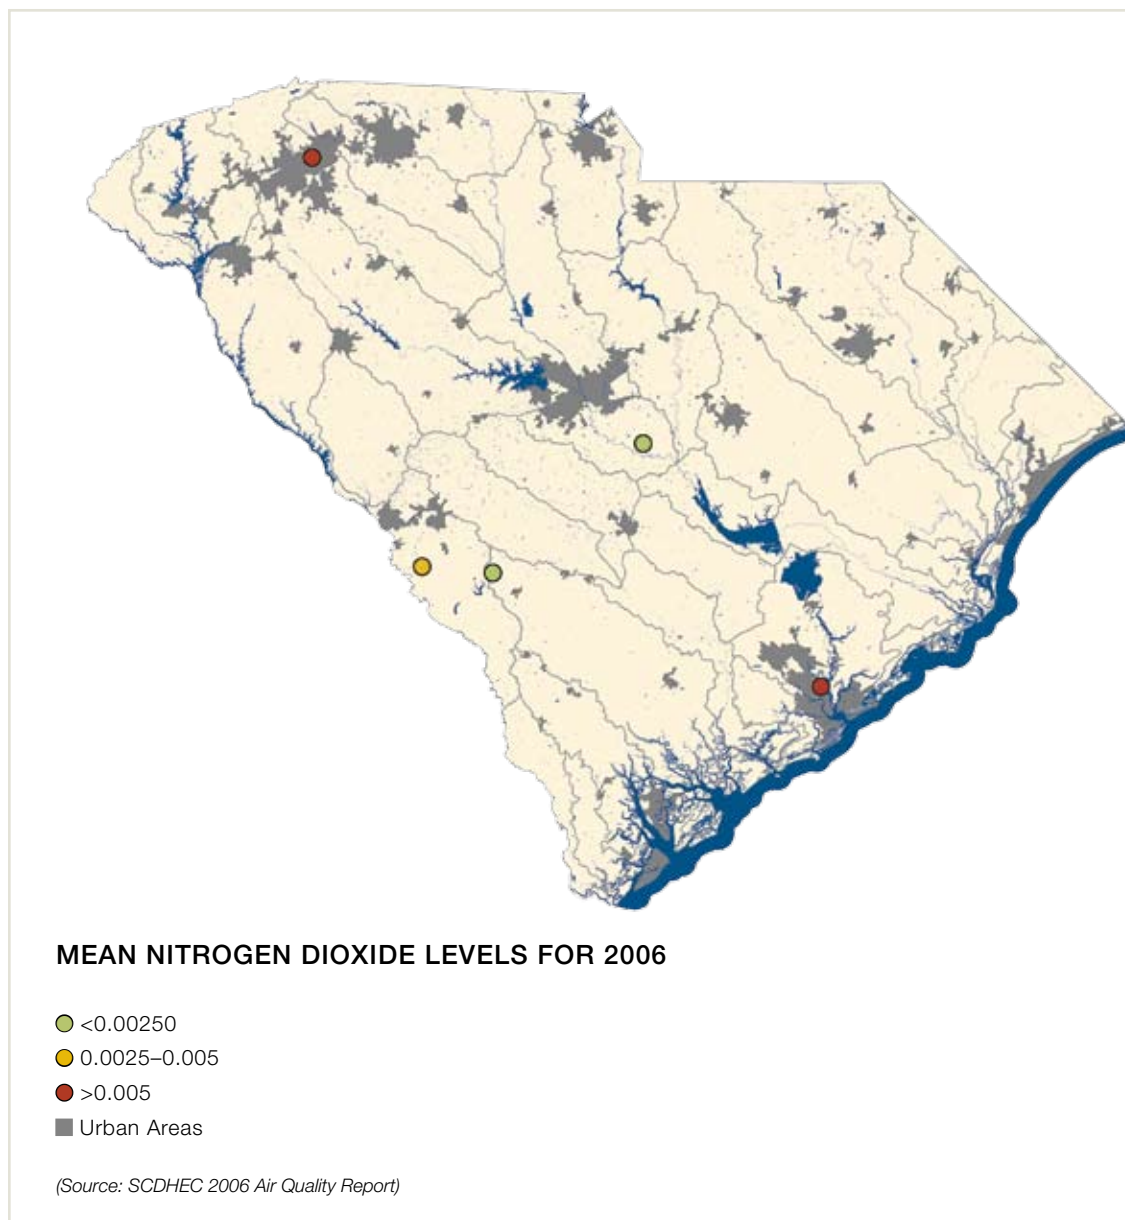 MEAN NITROGEN DIOXIDE LEVELS FOR 2006
<0.00250
0.0025–0.005
>0.005
Urban Areas
(Source: SCDHEC 2006 Air Quality Report)